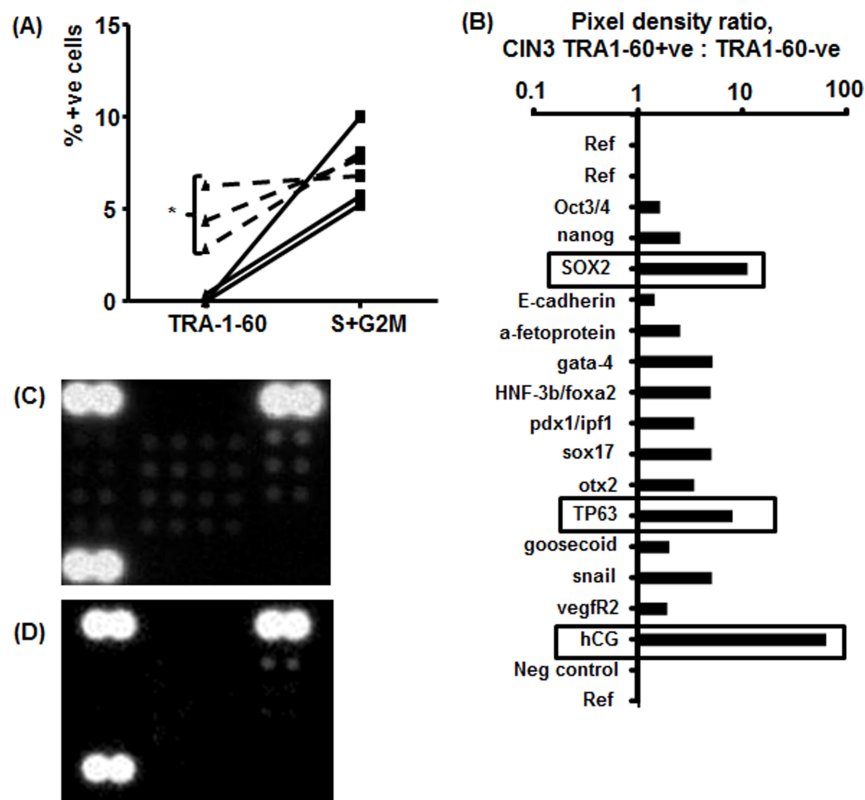 (A)
% +ve cells
15
10
5
0
*
TRA-1-60
S+G2M
(B)
Pixel density ratio,
CIN3 TRA1-60+ve : TRA1-60-ve
0.1
1
10
100
Ref
Ref
Oct3/4
nanog
SOX2
E-cadherin
a-fetoprotein
gata-4
HNF-3b/foxa2
pdx1/ipf1
sox17
otx2
TP63
goosecoid
snail
vegfR2
hCG
Neg control
Ref
(C)
(D)